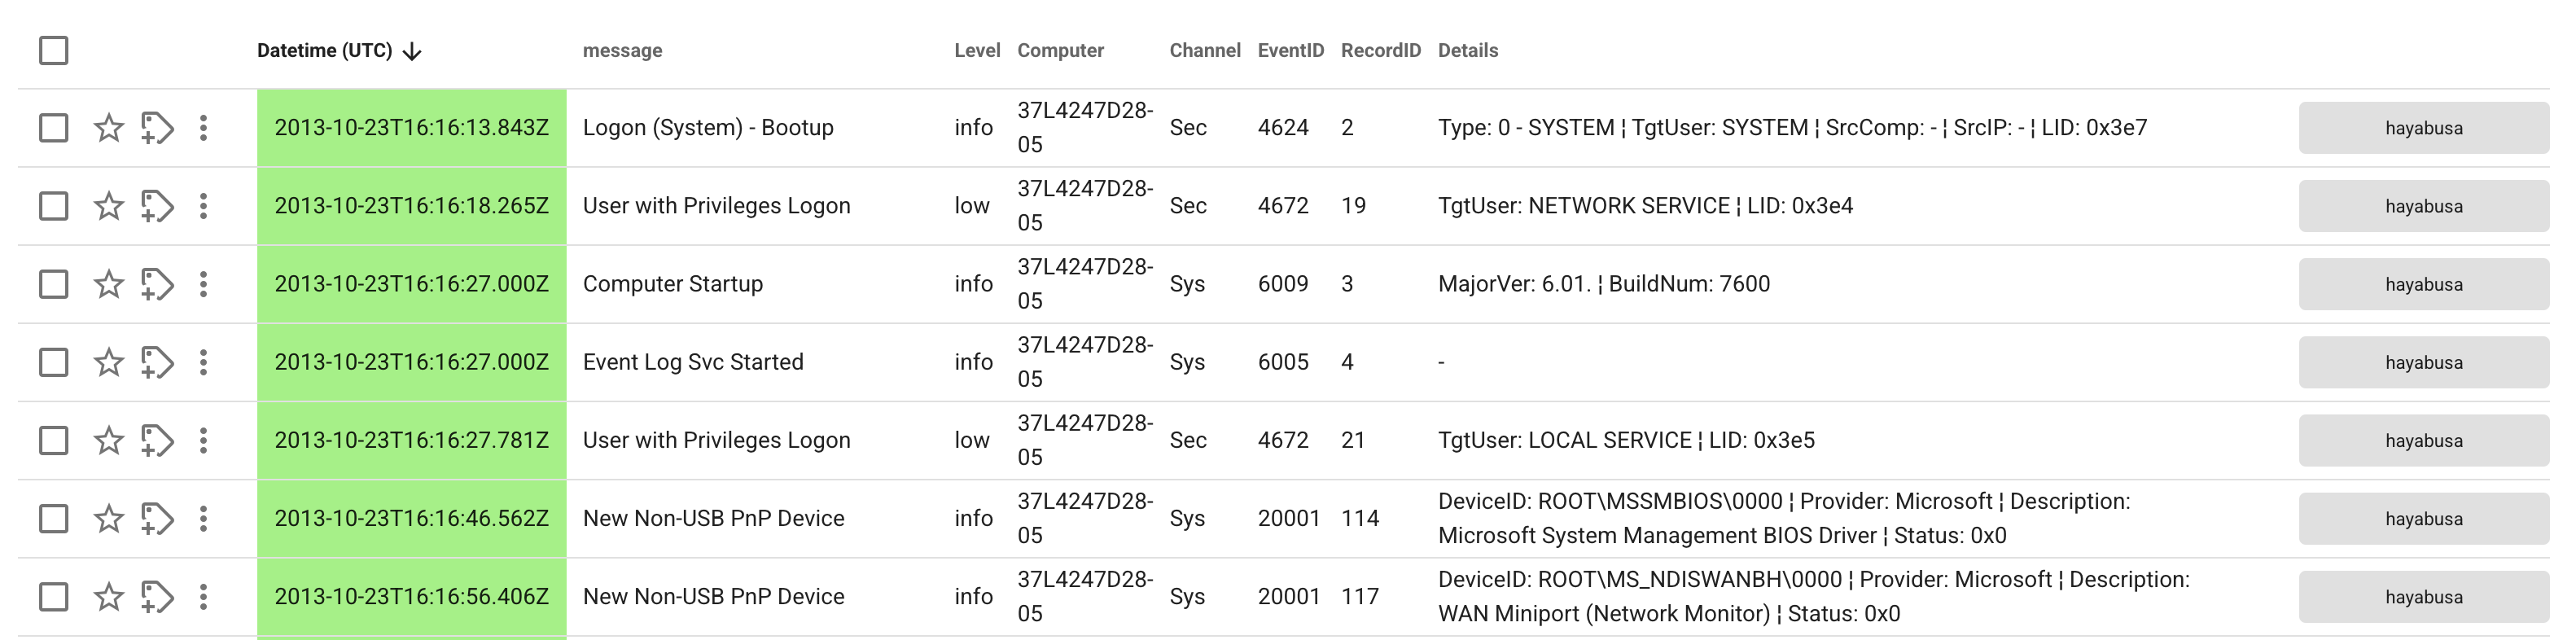 Datetime (UTC) message Level Computer Channel EventID RecordID Details
2013-10-23T16:16:13.843Z Logon (System) - Bootup info 37L4247D28-05 Sec 4624 2 Type: 0 - SYSTEM ¦ TgtUser: SYSTEM ¦ SrcComp: - ¦ SrcIP: - ¦ LID: 0x3e7 hayabusa
2013-10-23T16:16:18.265Z User with Privileges Logon low 37L4247D28-05 Sec 4672 19 TgtUser: NETWORK SERVICE ¦ LID: 0x3e4 hayabusa
2013-10-23T16:16:27.000Z Computer Startup info 37L4247D28-05 Sys 6009 3 MajorVer: 6.01. ¦ BuildNum: 7600 hayabusa
2013-10-23T16:16:27.000Z Event Log Svc Started info 37L4247D28-05 Sys 6005 4 - hayabusa
2013-10-23T16:16:27.781Z User with Privileges Logon low 37L4247D28-05 Sec 4672 21 TgtUser: LOCAL SERVICE ¦ LID: 0x3e5 hayabusa
2013-10-23T16:16:46.562Z New Non-USB PnP Device info 37L4247D28-05 Sys 20001 114 DeviceID: ROOT\MSSMBIOS\0000 ¦ Provider: Microsoft ¦ Description: Microsoft System Management BIOS Driver ¦ Status: 0x0 hayabusa
2013-10-23T16:16:56.406Z New Non-USB PnP Device info 37L4247D28-05 Sys 20001 117 DeviceID: ROOT\MS_NDISWANBH\0000 ¦ Provider: Microsoft ¦ Description: WAN Miniport (Network Monitor) ¦ Status: 0x0 hayabusa